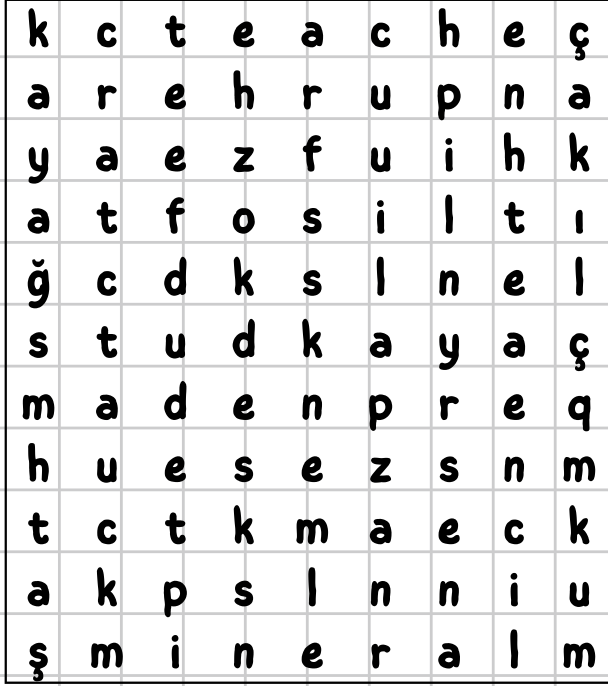 k c t e a c h e ç
a r e h r u p n a
y a e z f u i h k
a t f o s i l t ı
ğ c d k s l n e l
s t u d k a y a ç
m a d e n p r e q
h u e s e z s n m
t c t k m a e c k
a k p s l n n i u
ş m i n e r a l m